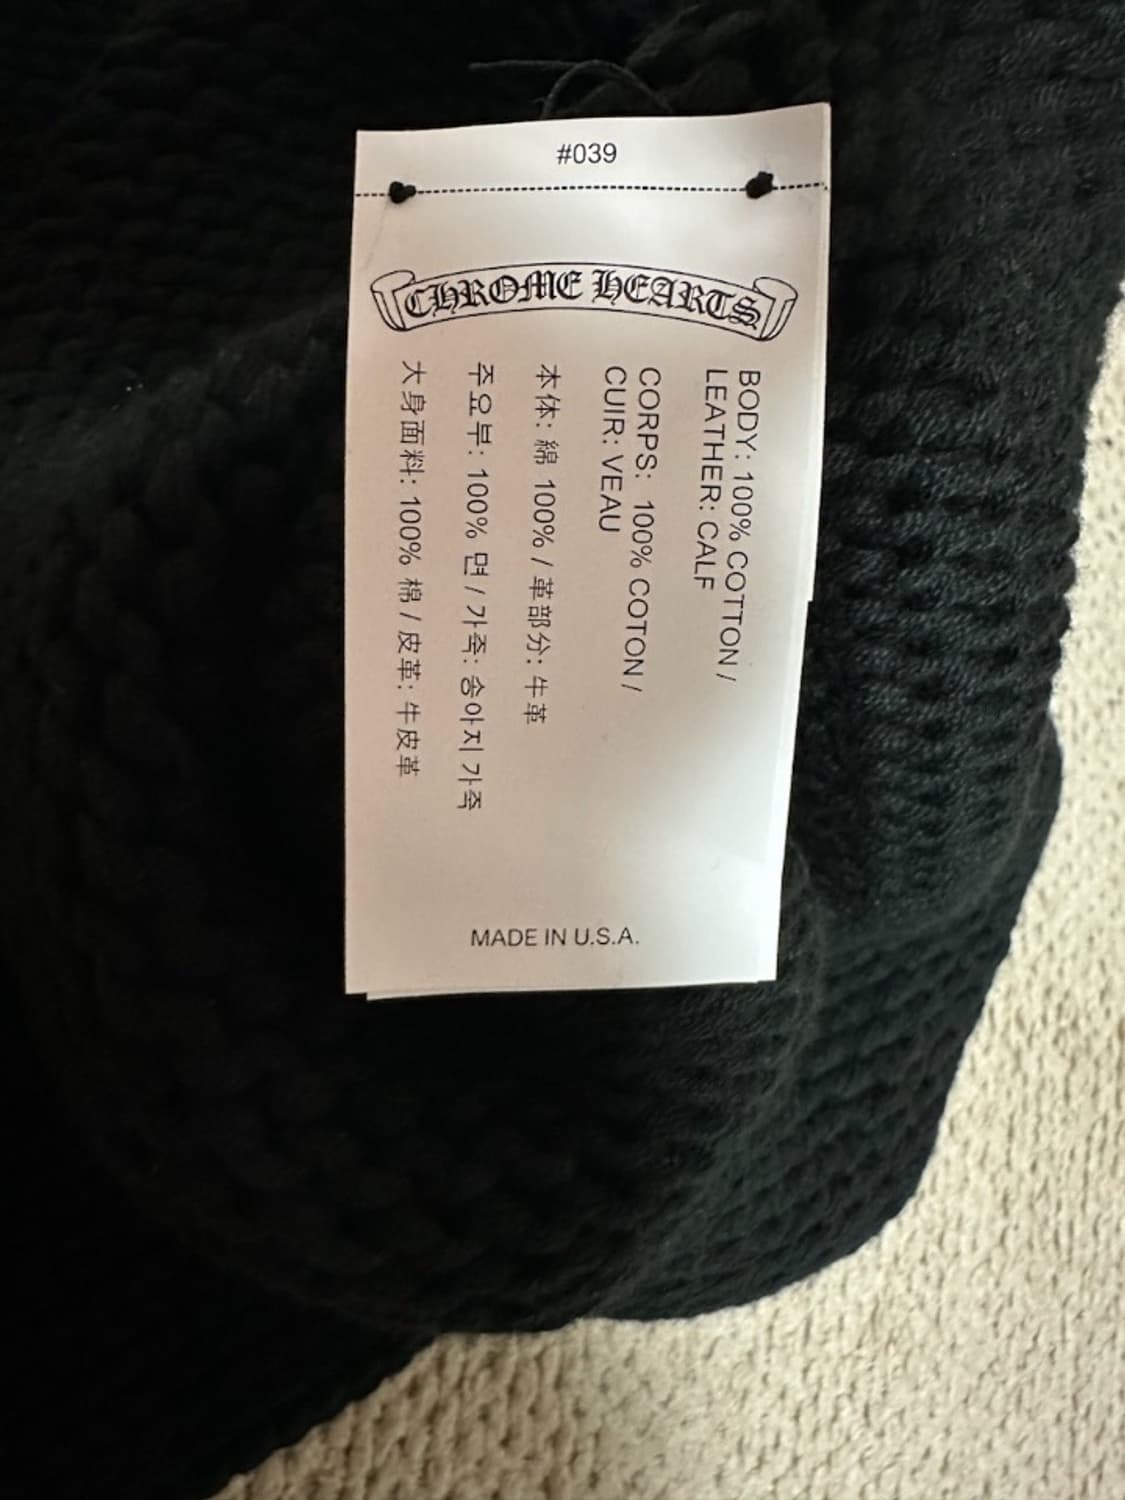 #039
CHROME HEARTS
BODY: 100% COTTON /
LEATHER: CALF
CORPS: 100% COTON /
CUIR: VEAU
本体: 綿 100% / 革部分: 牛革
주요부: 100% 면 / 가죽: 송아지 가죽
大身面料: 100% 棉 / 皮革: 牛皮革
MADE IN U.S.A.